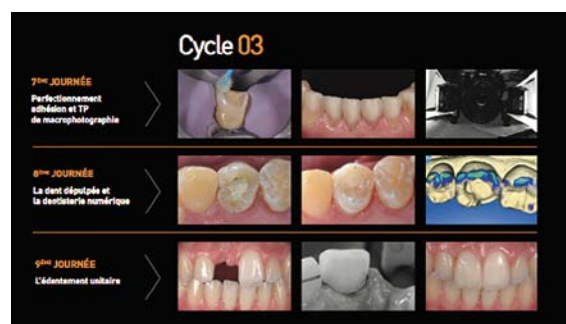 Cycle 03
7ÈME JOURNÉE
Perfectionnement
adhésion et TP
de macrophotographie
8ÈME JOURNÉE
La dent dépulpée et
la dentisterie numérique
9ÈME JOURNÉE
L'édentement unitaire